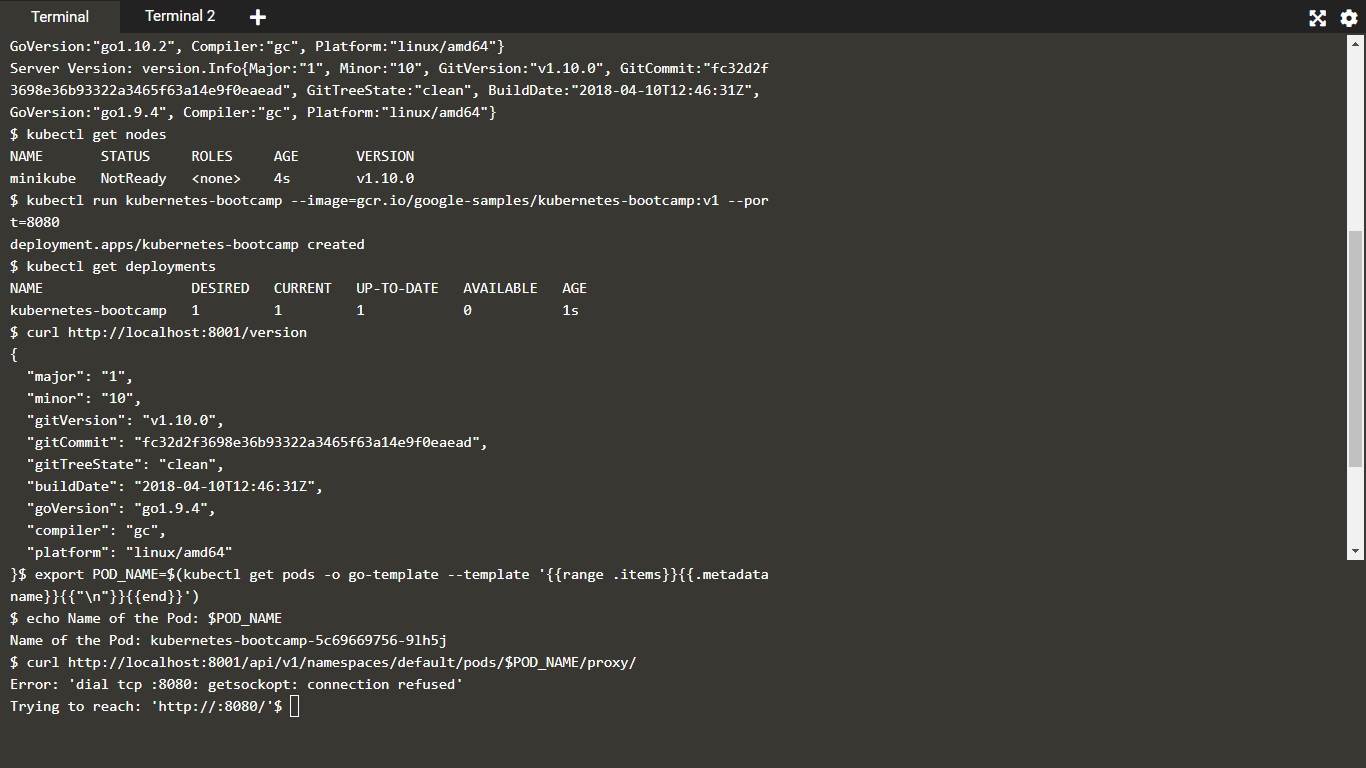 Terminal Terminal 2 +
GoVersion:"go1.10.2", Compiler:"gc", Platform:"linux/amd64"}
Server Version: version.Info{Major:"1", Minor:"10", GitVersion:"v1.10.0", GitCommit:"fc32d2f
3698e36b93322a3465f63a14e9f0eaead", GitTreeState:"clean", BuildDate:"2018-04-10T12:46:31Z",
GoVersion:"go1.9.4", Compiler:"gc", Platform:"linux/amd64"}
$ kubectl get nodes
NAME STATUS ROLES AGE VERSION
minikube NotReady <none> 4s v1.10.0
$ kubectl run kubernetes-bootcamp --image=gcr.io/google-samples/kubernetes-bootcamp:v1 --por
t=8080
deployment.apps/kubernetes-bootcamp created
$ kubectl get deployments
NAME DESIRED CURRENT UP-TO-DATE AVAILABLE AGE
kubernetes-bootcamp 1 1 1 0 1s
$ curl http://localhost:8001/version
{
"major": "1",
"minor": "10",
"gitVersion": "v1.10.0",
"gitCommit": "fc32d2f3698e36b93322a3465f63a14e9f0eaead",
"gitTreeState": "clean",
"buildDate": "2018-04-10T12:46:31Z",
"goVersion": "go1.9.4",
"compiler": "gc",
"platform": "linux/amd64"
}$ export POD_NAME=$(kubectl get pods -o go-template --template '{{range .items}}{{.metadata
name}}{{"\n"}}{{end}}')
$ echo Name of the Pod: $POD_NAME
Name of the Pod: kubernetes-bootcamp-5c69669756-9lh5j
$ curl http://localhost:8001/api/v1/namespaces/default/pods/$POD_NAME/proxy/
Error: 'dial tcp :8080: getsockopt: connection refused'
Trying to reach: 'http://:8080/'$